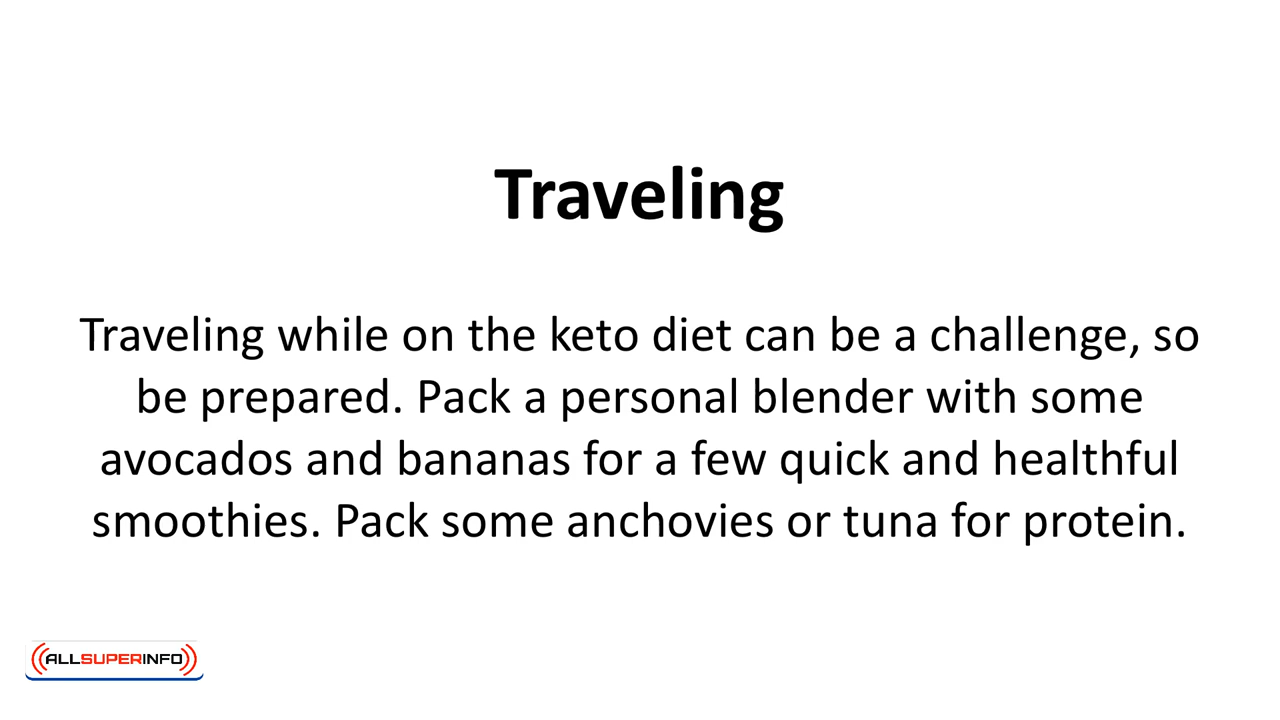 Traveling
Traveling while on the keto diet can be a challenge, so
be prepared. Pack a personal blender with some
avocados and bananas for a few quick and healthful
smoothies. Pack some anchovies or tuna for protein.
ALLSUPERINFO